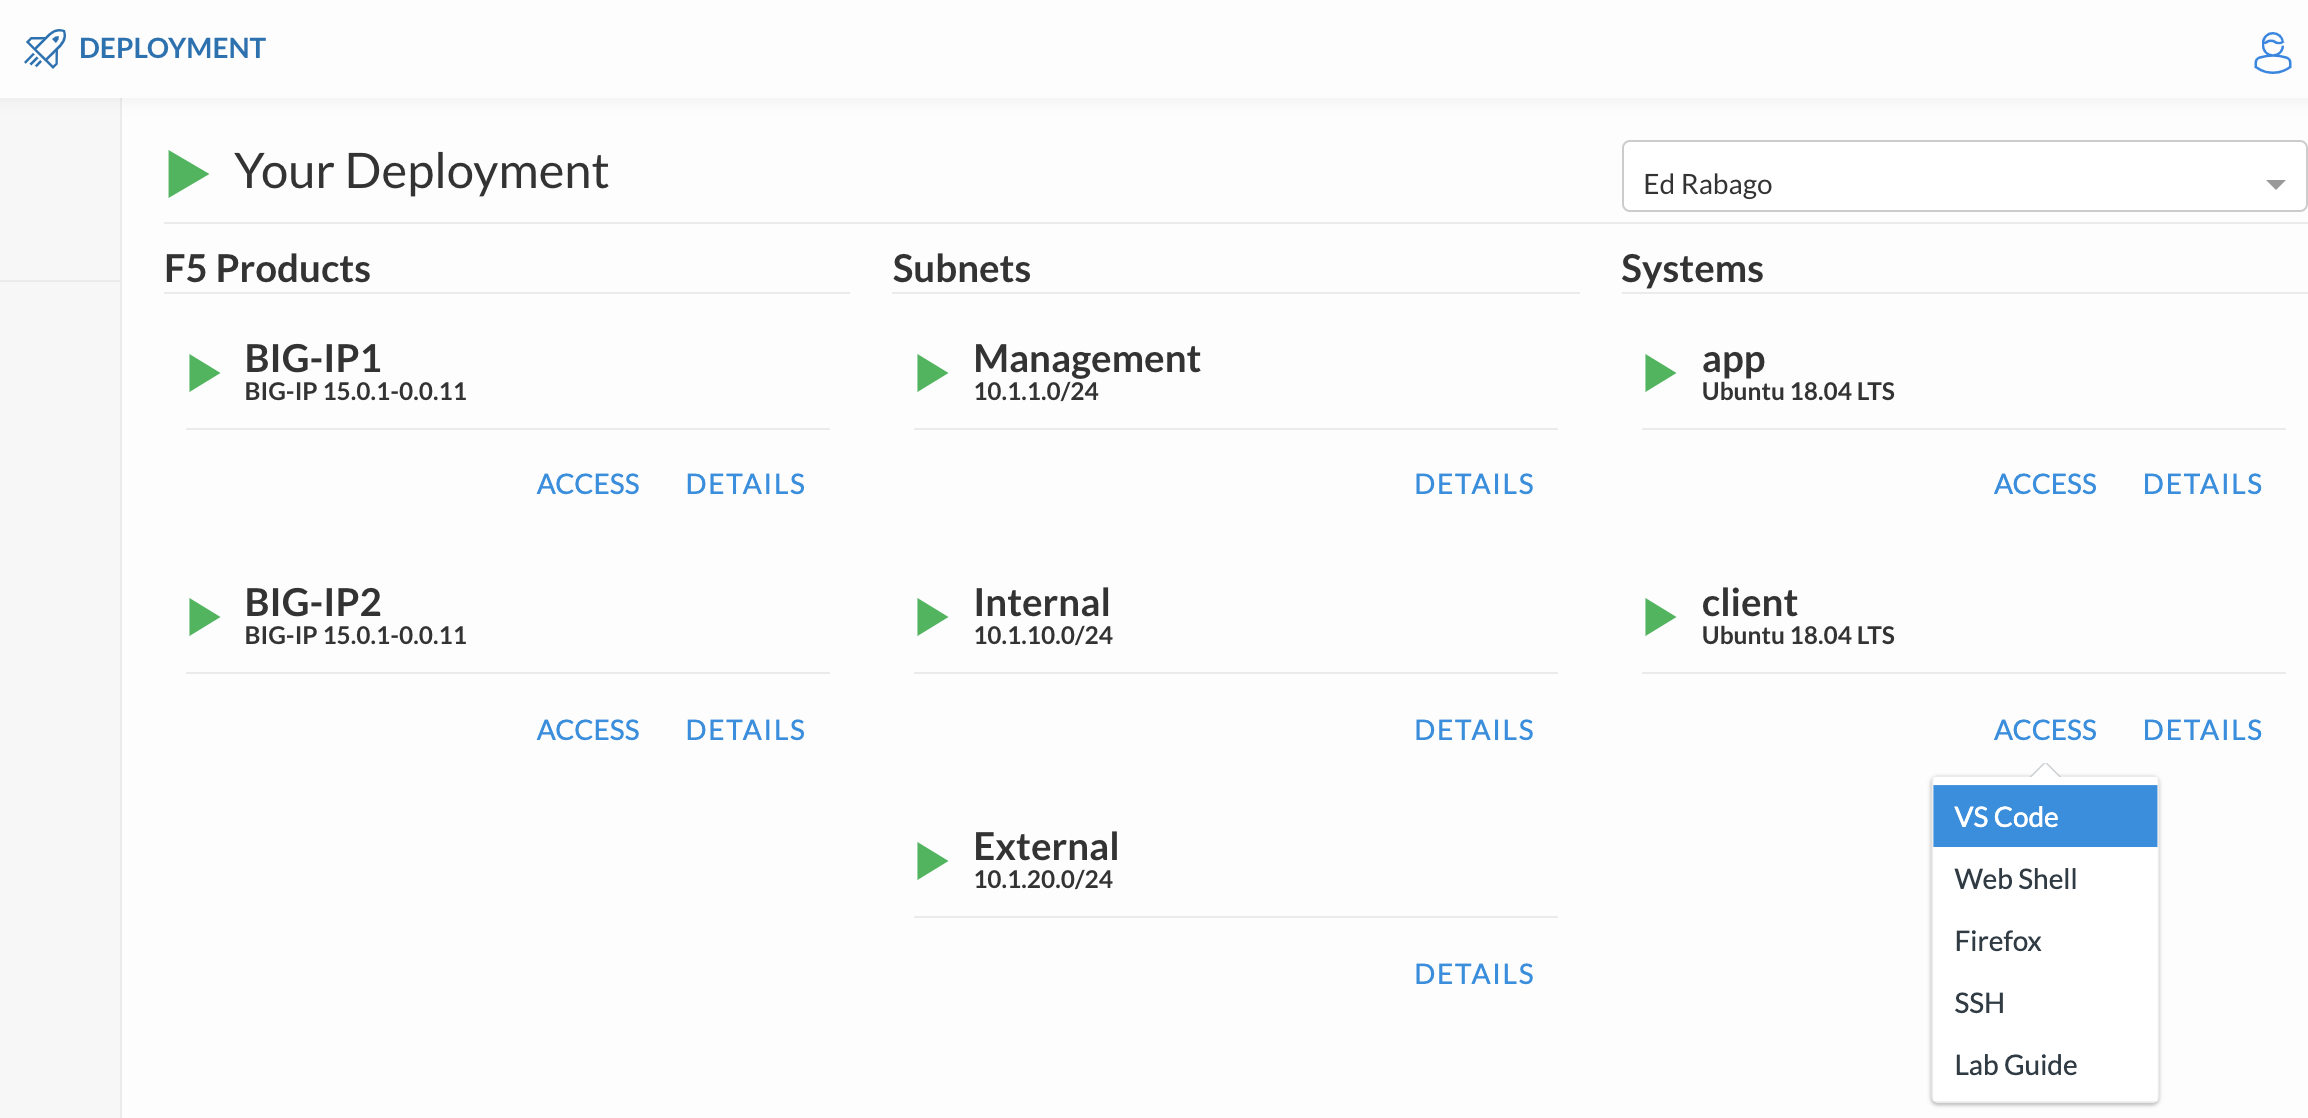 DEPLOYMENT
Your Deployment
Ed Rabago
F5 Products
BIG-IP1
BIG-IP 15.0.1-0.0.11
ACCESS DETAILS
BIG-IP2
BIG-IP 15.0.1-0.0.11
ACCESS DETAILS
Subnets
Management
10.1.1.0/24
DETAILS
Internal
10.1.10.0/24
DETAILS
External
10.1.20.0/24
DETAILS
Systems
app
Ubuntu 18.04 LTS
ACCESS DETAILS
client
Ubuntu 18.04 LTS
ACCESS DETAILS
VS Code
Web Shell
Firefox
SSH
Lab Guide